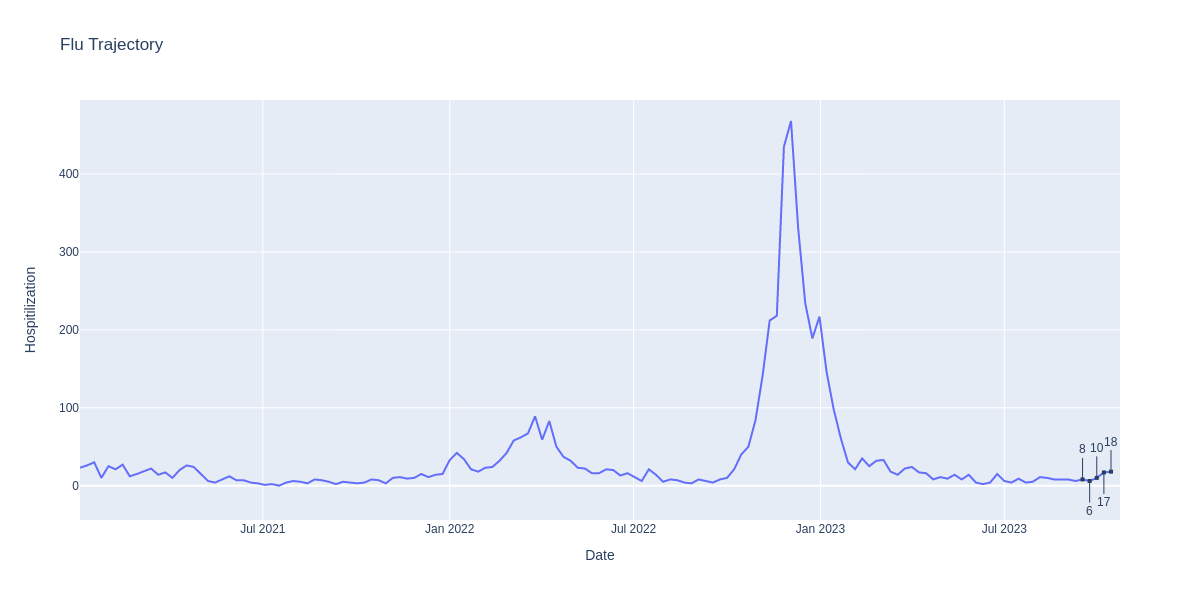 Flu Trajectory
Hospitilization
400
300
200
100
0
8
10
18
6
17
Jul 2021
Jan 2022
Jul 2022
Jan 2023
Jul 2023
Date